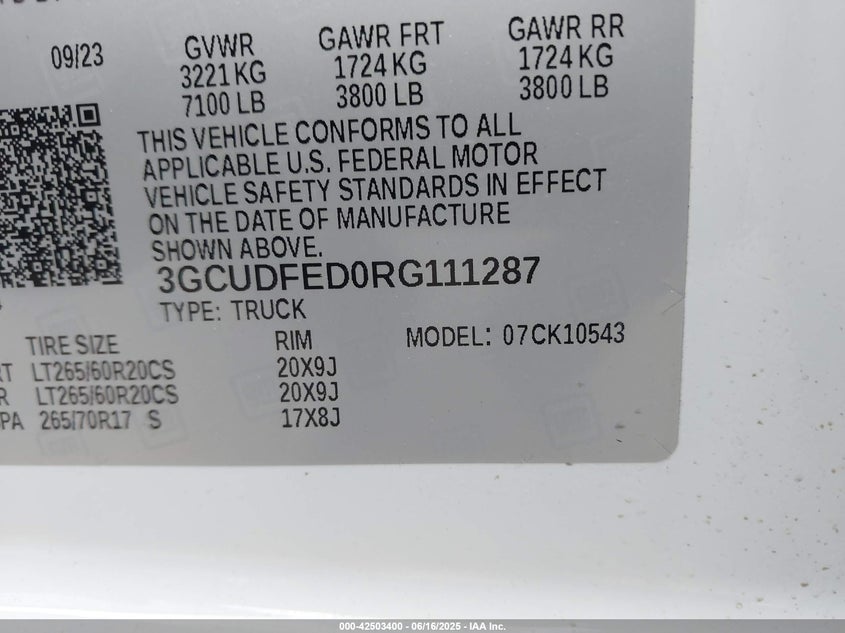 09/23
GVWR GAWR FRT GAWR RR
3221 KG 1724 KG 1724 KG
7100 LB 3800 LB 3800 LB
THIS VEHICLE CONFORMS TO ALL
APPLICABLE U.S. FEDERAL MOTOR
VEHICLE SAFETY STANDARDS IN EFFECT
ON THE DATE OF MANUFACTURE
SHOWN ABOVE.
3GCUDFED0RG111287
TYPE: TRUCK
TIRE SIZE RIM MODEL: 07CK10543
RT LT265/60R20CS 20X9J
R LT265/60R20CS 20X9J
SPA 265/70R17 S 17X8J
000-42503400 - 06/16/2025 - IAA Inc.